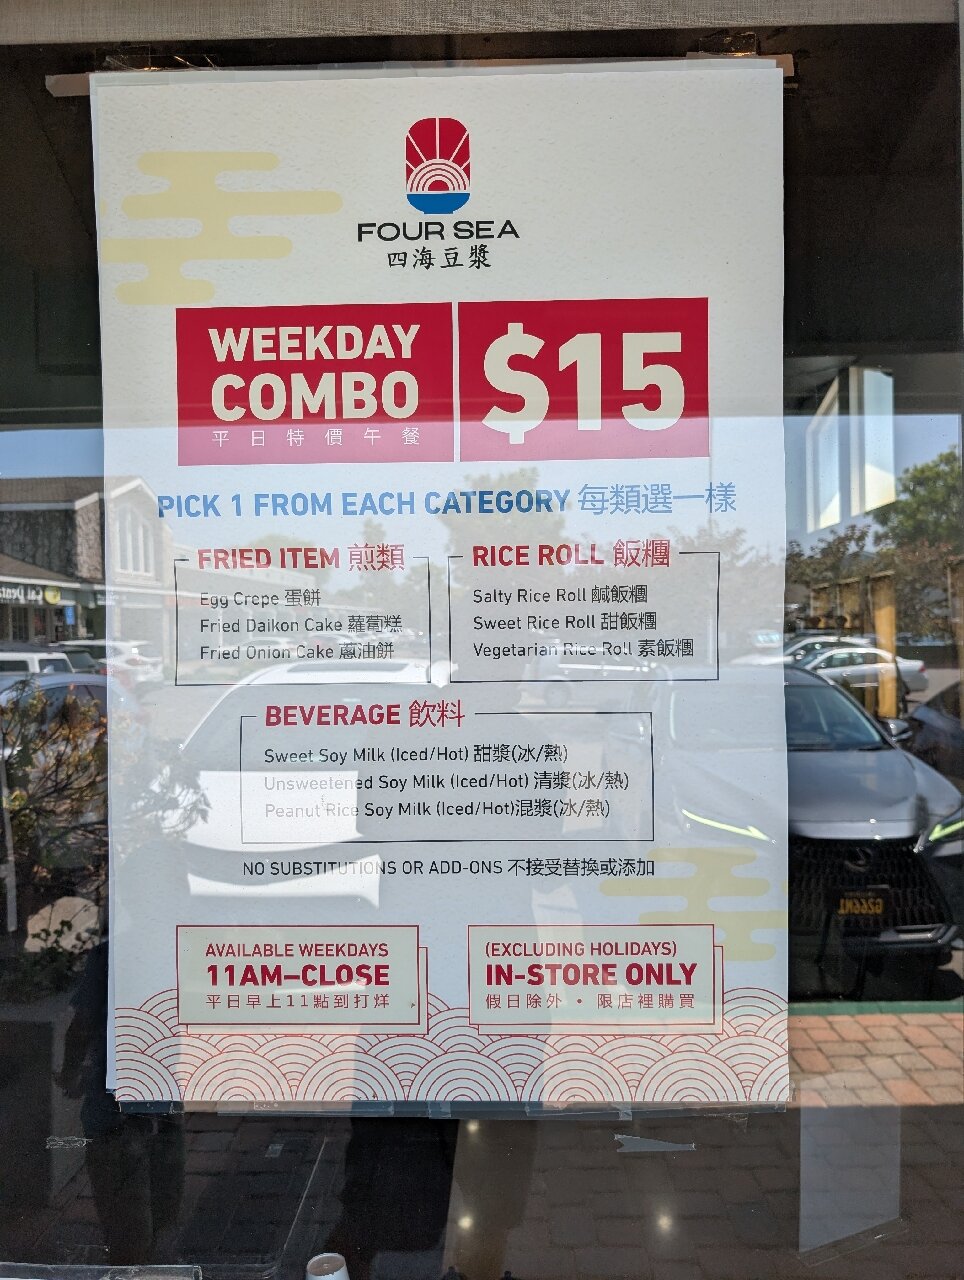 FOUR SEA
四海豆漿
WEEKDAY
COMBO
平日特價午餐
$15
PICK 1 FROM EACH CATEGORY 每類選一樣
FRIED ITEM 煎類
Egg Crepe 蛋餅
Fried Daikon Cake 蘿蔔糕
Fried Onion Cake 蔥油餅
RICE ROLL 飯糰
Salty Rice Roll 鹹飯糰
Sweet Rice Roll 甜飯糰
Vegetarian Rice Roll 素飯糰
BEVERAGE 飲料
Sweet Soy Milk (Iced/Hot) 甜漿(冰/熱)
Unsweetened Soy Milk (Iced/Hot) 清漿(冰/熱)
Peanut Rice Soy Milk (Iced/Hot)混漿(冰/熱)
NO SUBSTITUTIONS OR ADD-ONS 不接受替換或添加
AVAILABLE WEEKDAYS
11AM–CLOSE
平日早上11點到打烊
(EXCLUDING HOLIDAYS)
IN-STORE ONLY
假日除外・限店裡購買